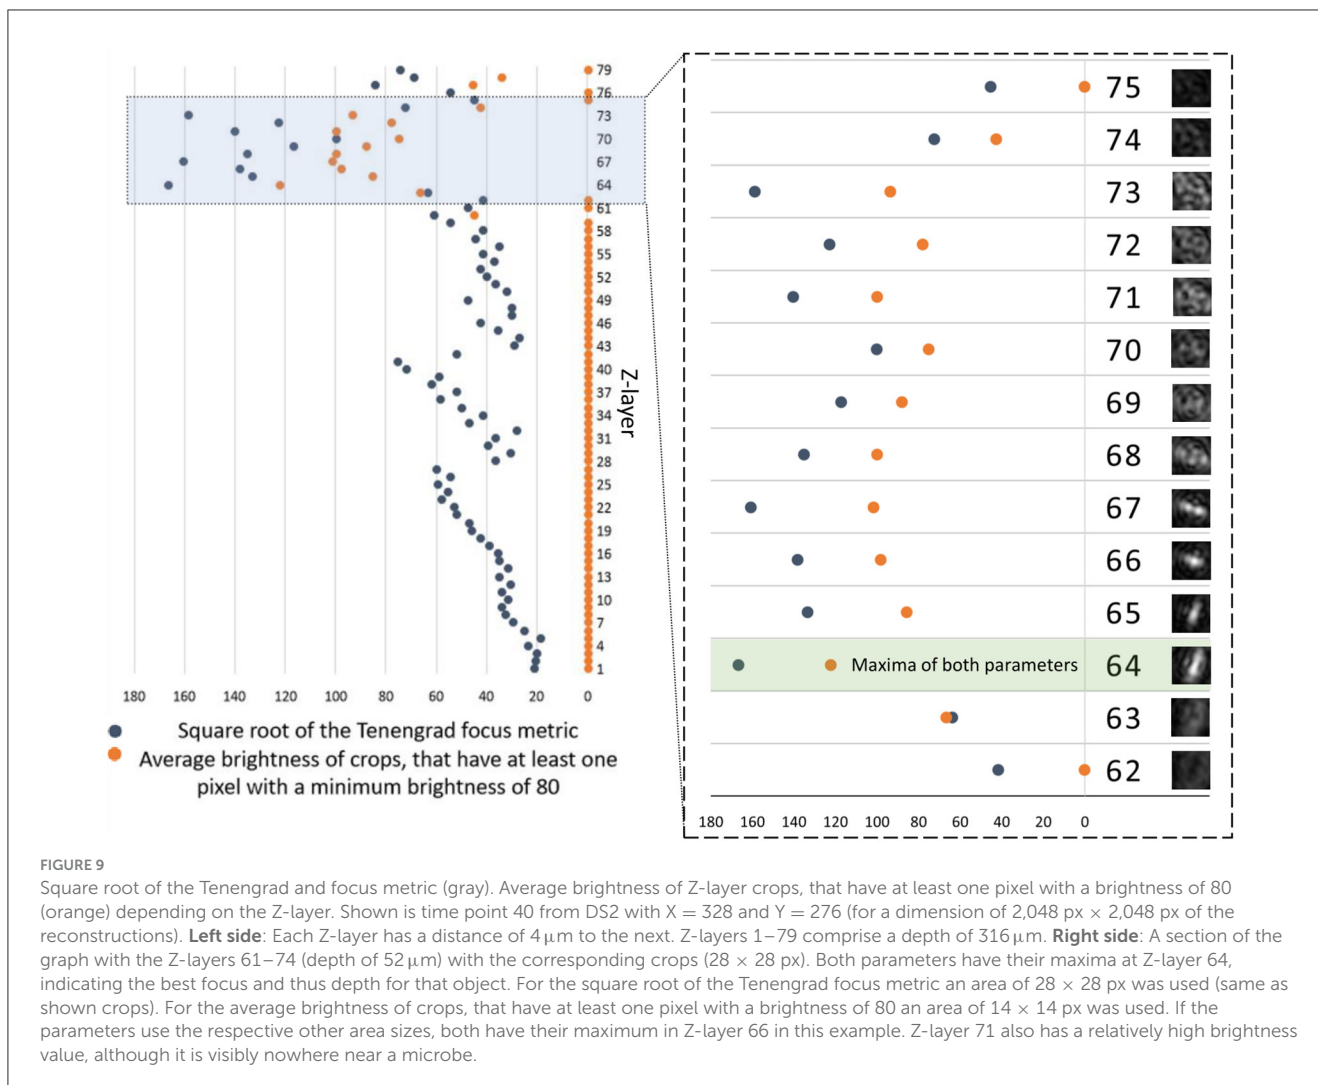 79
76
73
70
67
64
61
58
55
52
49
46
43
40
37
34
31
28
25
22
19
16
13
10
7
4
1
Z-layer
180 160 140 120 100 80 60 40 20 0
Square root of the Tenengrad focus metric
Average brightness of crops, that have at least one
pixel with a minimum brightness of 80
75
74
73
72
71
70
69
68
67
66
65
Maxima of both parameters 64
63
62
180 160 140 120 100 80 60 40 20 0
FIGURE 9
Square root of the Tenengrad and focus metric (gray). Average brightness of Z-layer crops, that have at least one pixel with a brightness of 80
(orange) depending on the Z-layer. Shown is time point 40 from DS2 with X = 328 and Y = 276 (for a dimension of 2,048 px × 2,048 px of the
reconstructions). Left side: Each Z-layer has a distance of 4 μm to the next. Z-layers 1–79 comprise a depth of 316 μm. Right side: A section of the
graph with the Z-layers 61–74 (depth of 52 μm) with the corresponding crops (28 × 28 px). Both parameters have their maxima at Z-layer 64,
indicating the best focus and thus depth for that object. For the square root of the Tenengrad focus metric an area of 28 × 28 px was used (same as
shown crops). For the average brightness of crops, that have at least one pixel with a brightness of 80 an area of 14 × 14 px was used. If the
parameters use the respective other area sizes, both have their maximum in Z-layer 66 in this example. Z-layer 71 also has a relatively high brightness
value, although it is visibly nowhere near a microbe.